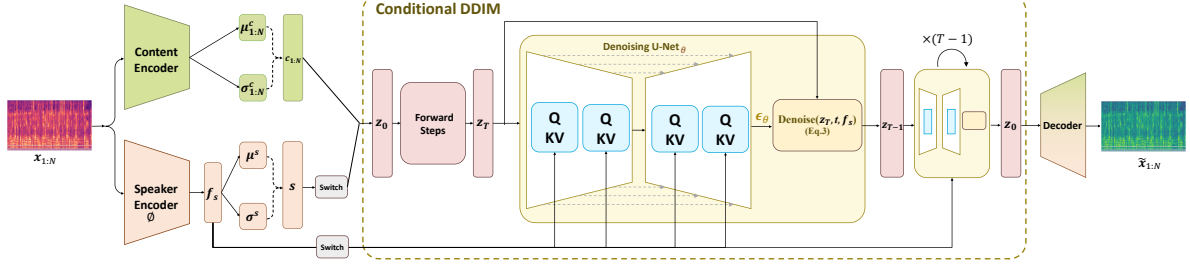 Conditional DDIM
Content
Encoder
μ^c_{1:N}
σ^c_{1:N}
c_{1:N}
x_{1:N}
Speaker
Encoder
∅
f_s
μ^s
σ^s
s
Switch
Switch
z_0
Forward
Steps
z_T
Denoising U-Net_θ
Q
KV
Q
KV
Q
KV
Q
KV
ϵ_θ
Denoise(z_T, t, f_s)
(Eq.3)
z_{T−1}
×(T − 1)
z_0
Decoder
x̃_{1:N}